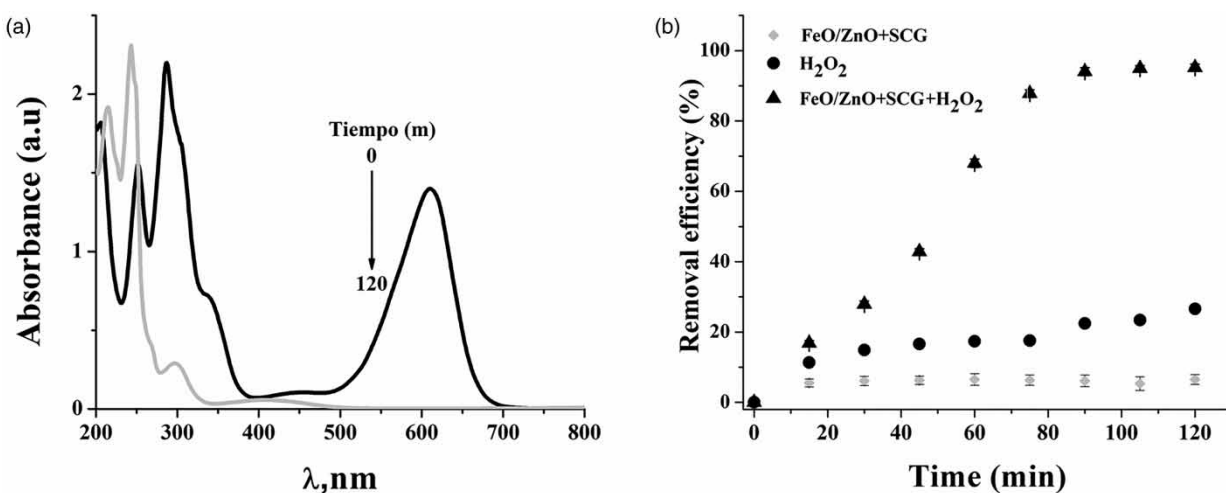 (a)
2
1
0
200
300
400
500
600
700
800
Absorbance (a.u)
λ,nm
Tiempo (m)
0
120
(b)
FeO/ZnO+SCG
H₂O₂
FeO/ZnO+SCG+H₂O₂
100
80
60
40
20
0
0
20
40
60
80
100
120
Removal efficiency (%)
Time (min)